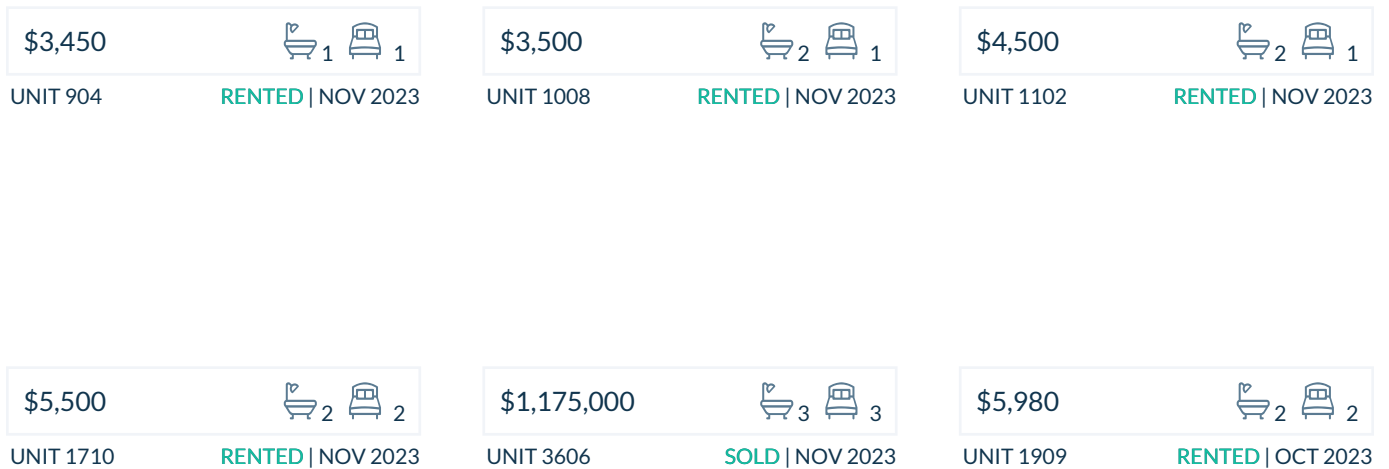 $3,450 1 1
UNIT 904 RENTED | NOV 2023
$3,500 2 1
UNIT 1008 RENTED | NOV 2023
$4,500 2 1
UNIT 1102 RENTED | NOV 2023
$5,500 2 2
UNIT 1710 RENTED | NOV 2023
$1,175,000 3 3
UNIT 3606 SOLD | NOV 2023
$5,980 2 2
UNIT 1909 RENTED | OCT 2023